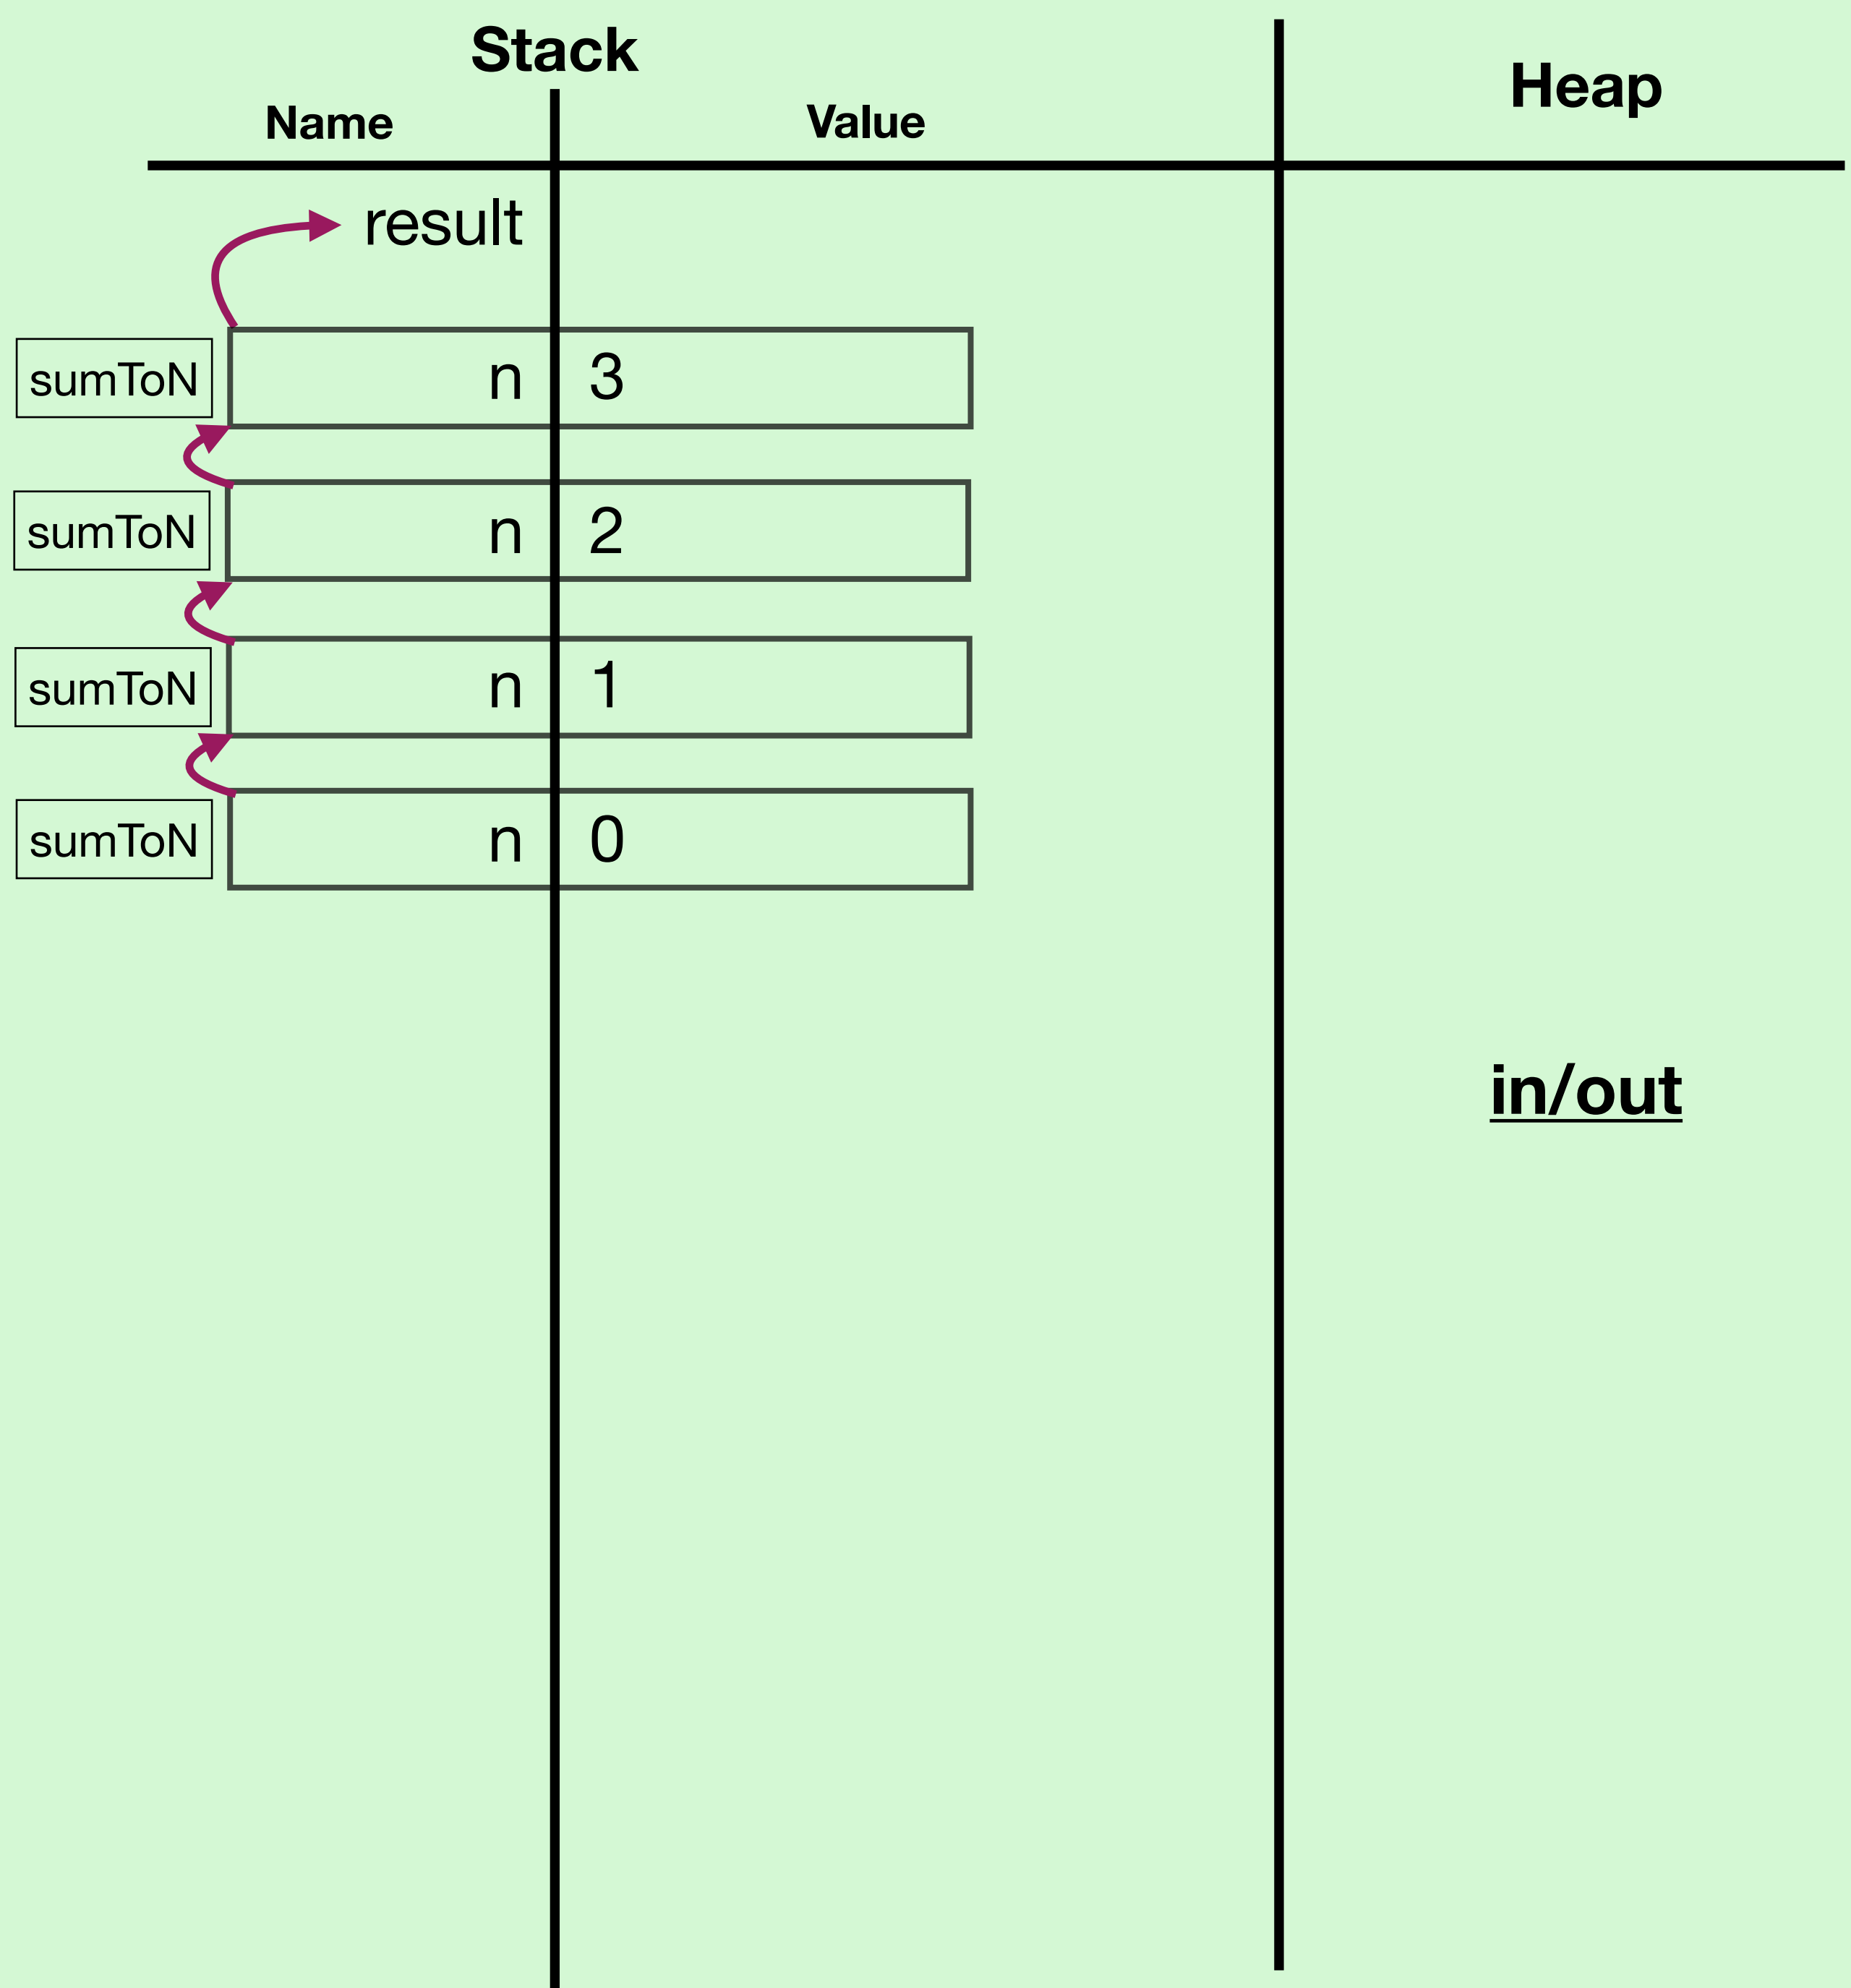 Stack
Heap
Name Value
result
sumToN n 3
sumToN n 2
sumToN n 1
sumToN n 0
in/out